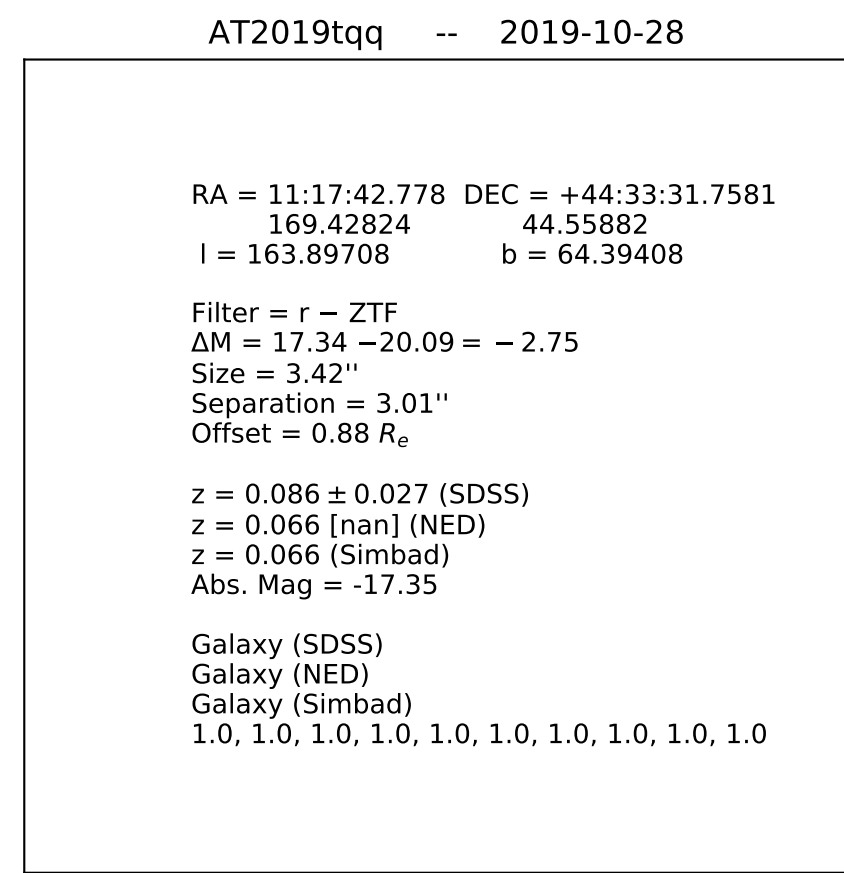 AT2019tqq -- 2019-10-28
RA = 11:17:42.778 DEC = +44:33:31.7581
169.42824 44.55882
l = 163.89708 b = 64.39408
Filter = r − ZTF
ΔM = 17.34 −20.09 = − 2.75
Size = 3.42''
Separation = 3.01''
Offset = 0.88 Rₑ
z = 0.086 ± 0.027 (SDSS)
z = 0.066 [nan] (NED)
z = 0.066 (Simbad)
Abs. Mag = -17.35
Galaxy (SDSS)
Galaxy (NED)
Galaxy (Simbad)
1.0, 1.0, 1.0, 1.0, 1.0, 1.0, 1.0, 1.0, 1.0, 1.0